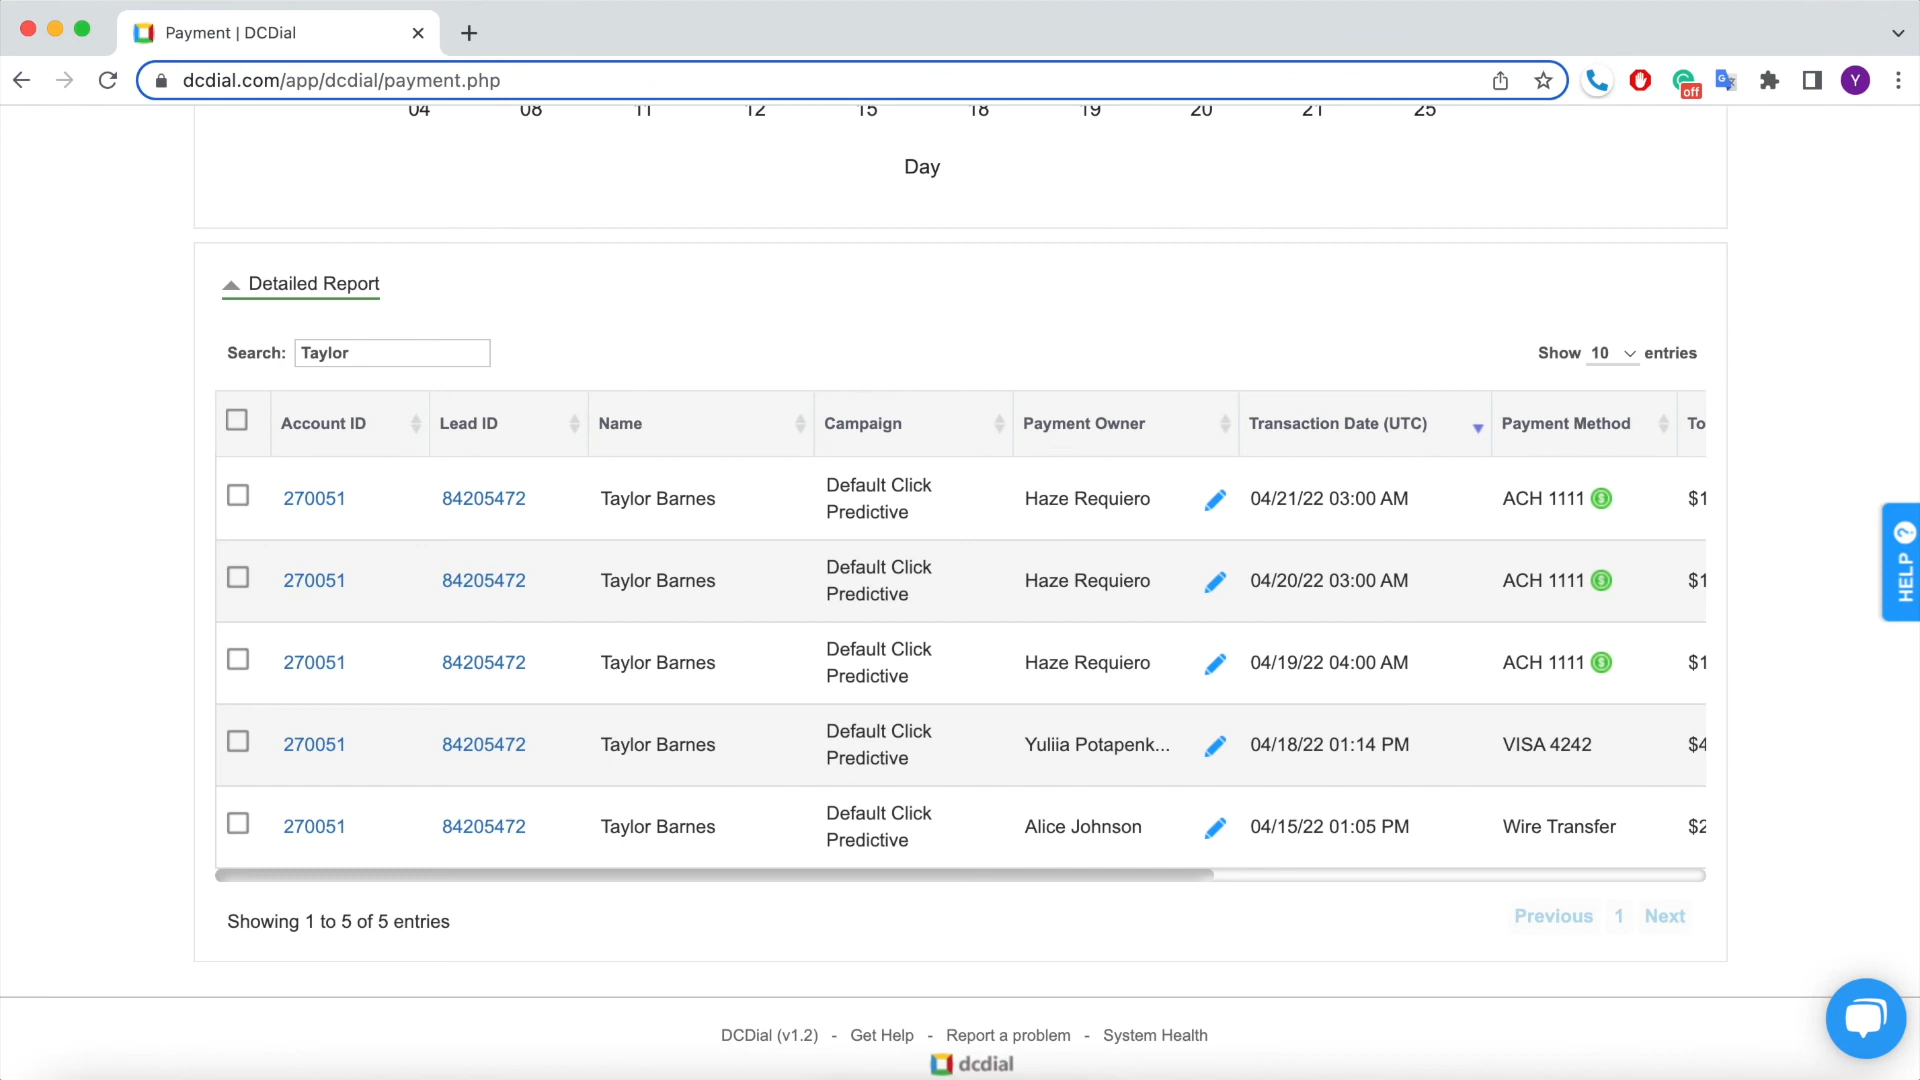 Payment | DCDial
dcdial.com/app/dcdial/payment.php
off
Y
04 08 11 12 15 18 19 20 21 25
Day
Detailed Report
Search: Taylor
Show 10 entries
Account ID Lead ID Name Campaign Payment Owner Transaction Date (UTC) Payment Method To
270051 84205472 Taylor Barnes Default Click Predictive Haze Requiero 04/21/22 03:00 AM ACH 1111 $1
270051 84205472 Taylor Barnes Default Click Predictive Haze Requiero 04/20/22 03:00 AM ACH 1111 $1
270051 84205472 Taylor Barnes Default Click Predictive Haze Requiero 04/19/22 04:00 AM ACH 1111 $1
270051 84205472 Taylor Barnes Default Click Predictive Yuliia Potapenk... 04/18/22 01:14 PM VISA 4242 $4
270051 84205472 Taylor Barnes Default Click Predictive Alice Johnson 04/15/22 01:05 PM Wire Transfer $2
HELP ?
Showing 1 to 5 of 5 entries
Previous 1 Next
DCDial (v1.2) - Get Help - Report a problem - System Health
dcdial